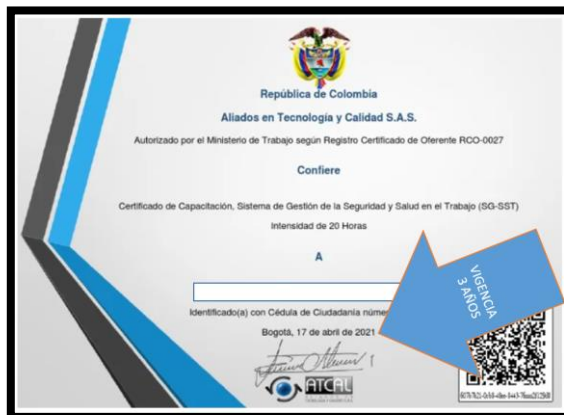 República de Colombia
Aliados en Tecnología y Calidad S.A.S.
Autorizado por el Ministerio de Trabajo según Registro Certificado de Oferente RCO-0027
Confiere
Certificado de Capacitación, Sistema de Gestión de la Seguridad y Salud en el Trabajo (SG-SST)
Intensidad de 20 Horas
A
Identificado(a) con Cédula de Ciudadanía númer
Bogotá, 17 de abril de 2021
VIGENCIA
3 AÑOS
ATCAL